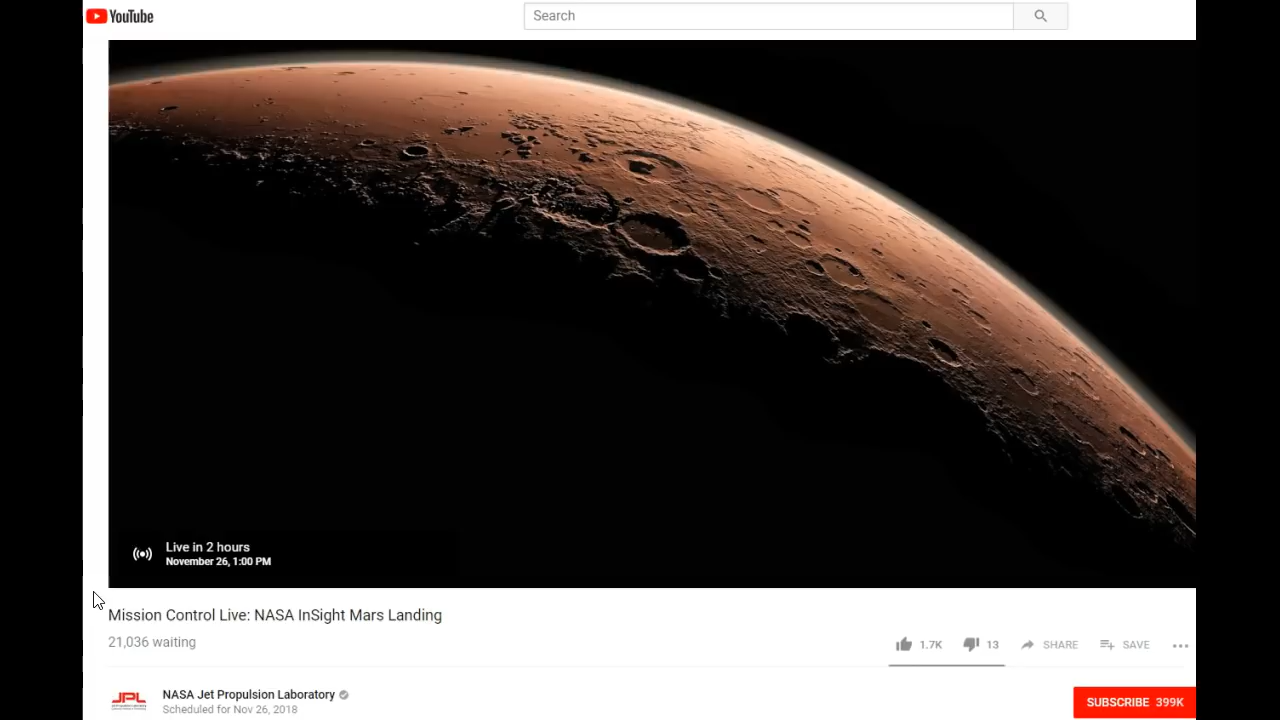 YouTube
Search
Live in 2 hours
November 26, 1:00 PM
Mission Control Live: NASA InSight Mars Landing
21,036 waiting
1.7K
13
SHARE
SAVE
JPL
NASA Jet Propulsion Laboratory
Scheduled for Nov 26, 2018
SUBSCRIBE 399K